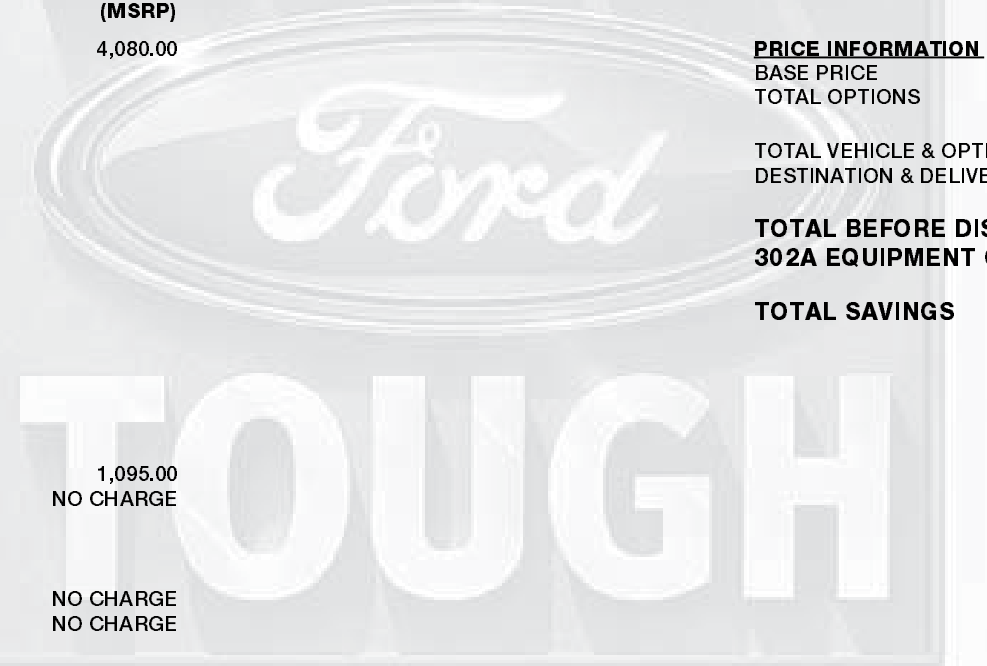 (MSRP)
4,080.00
PRICE INFORMATION
BASE PRICE
TOTAL OPTIONS
TOTAL VEHICLE & OPTI
DESTINATION & DELIVE
TOTAL BEFORE DIS
302A EQUIPMENT
TOTAL SAVINGS
Ford
TOUGH
1,095.00
NO CHARGE
NO CHARGE
NO CHARGE